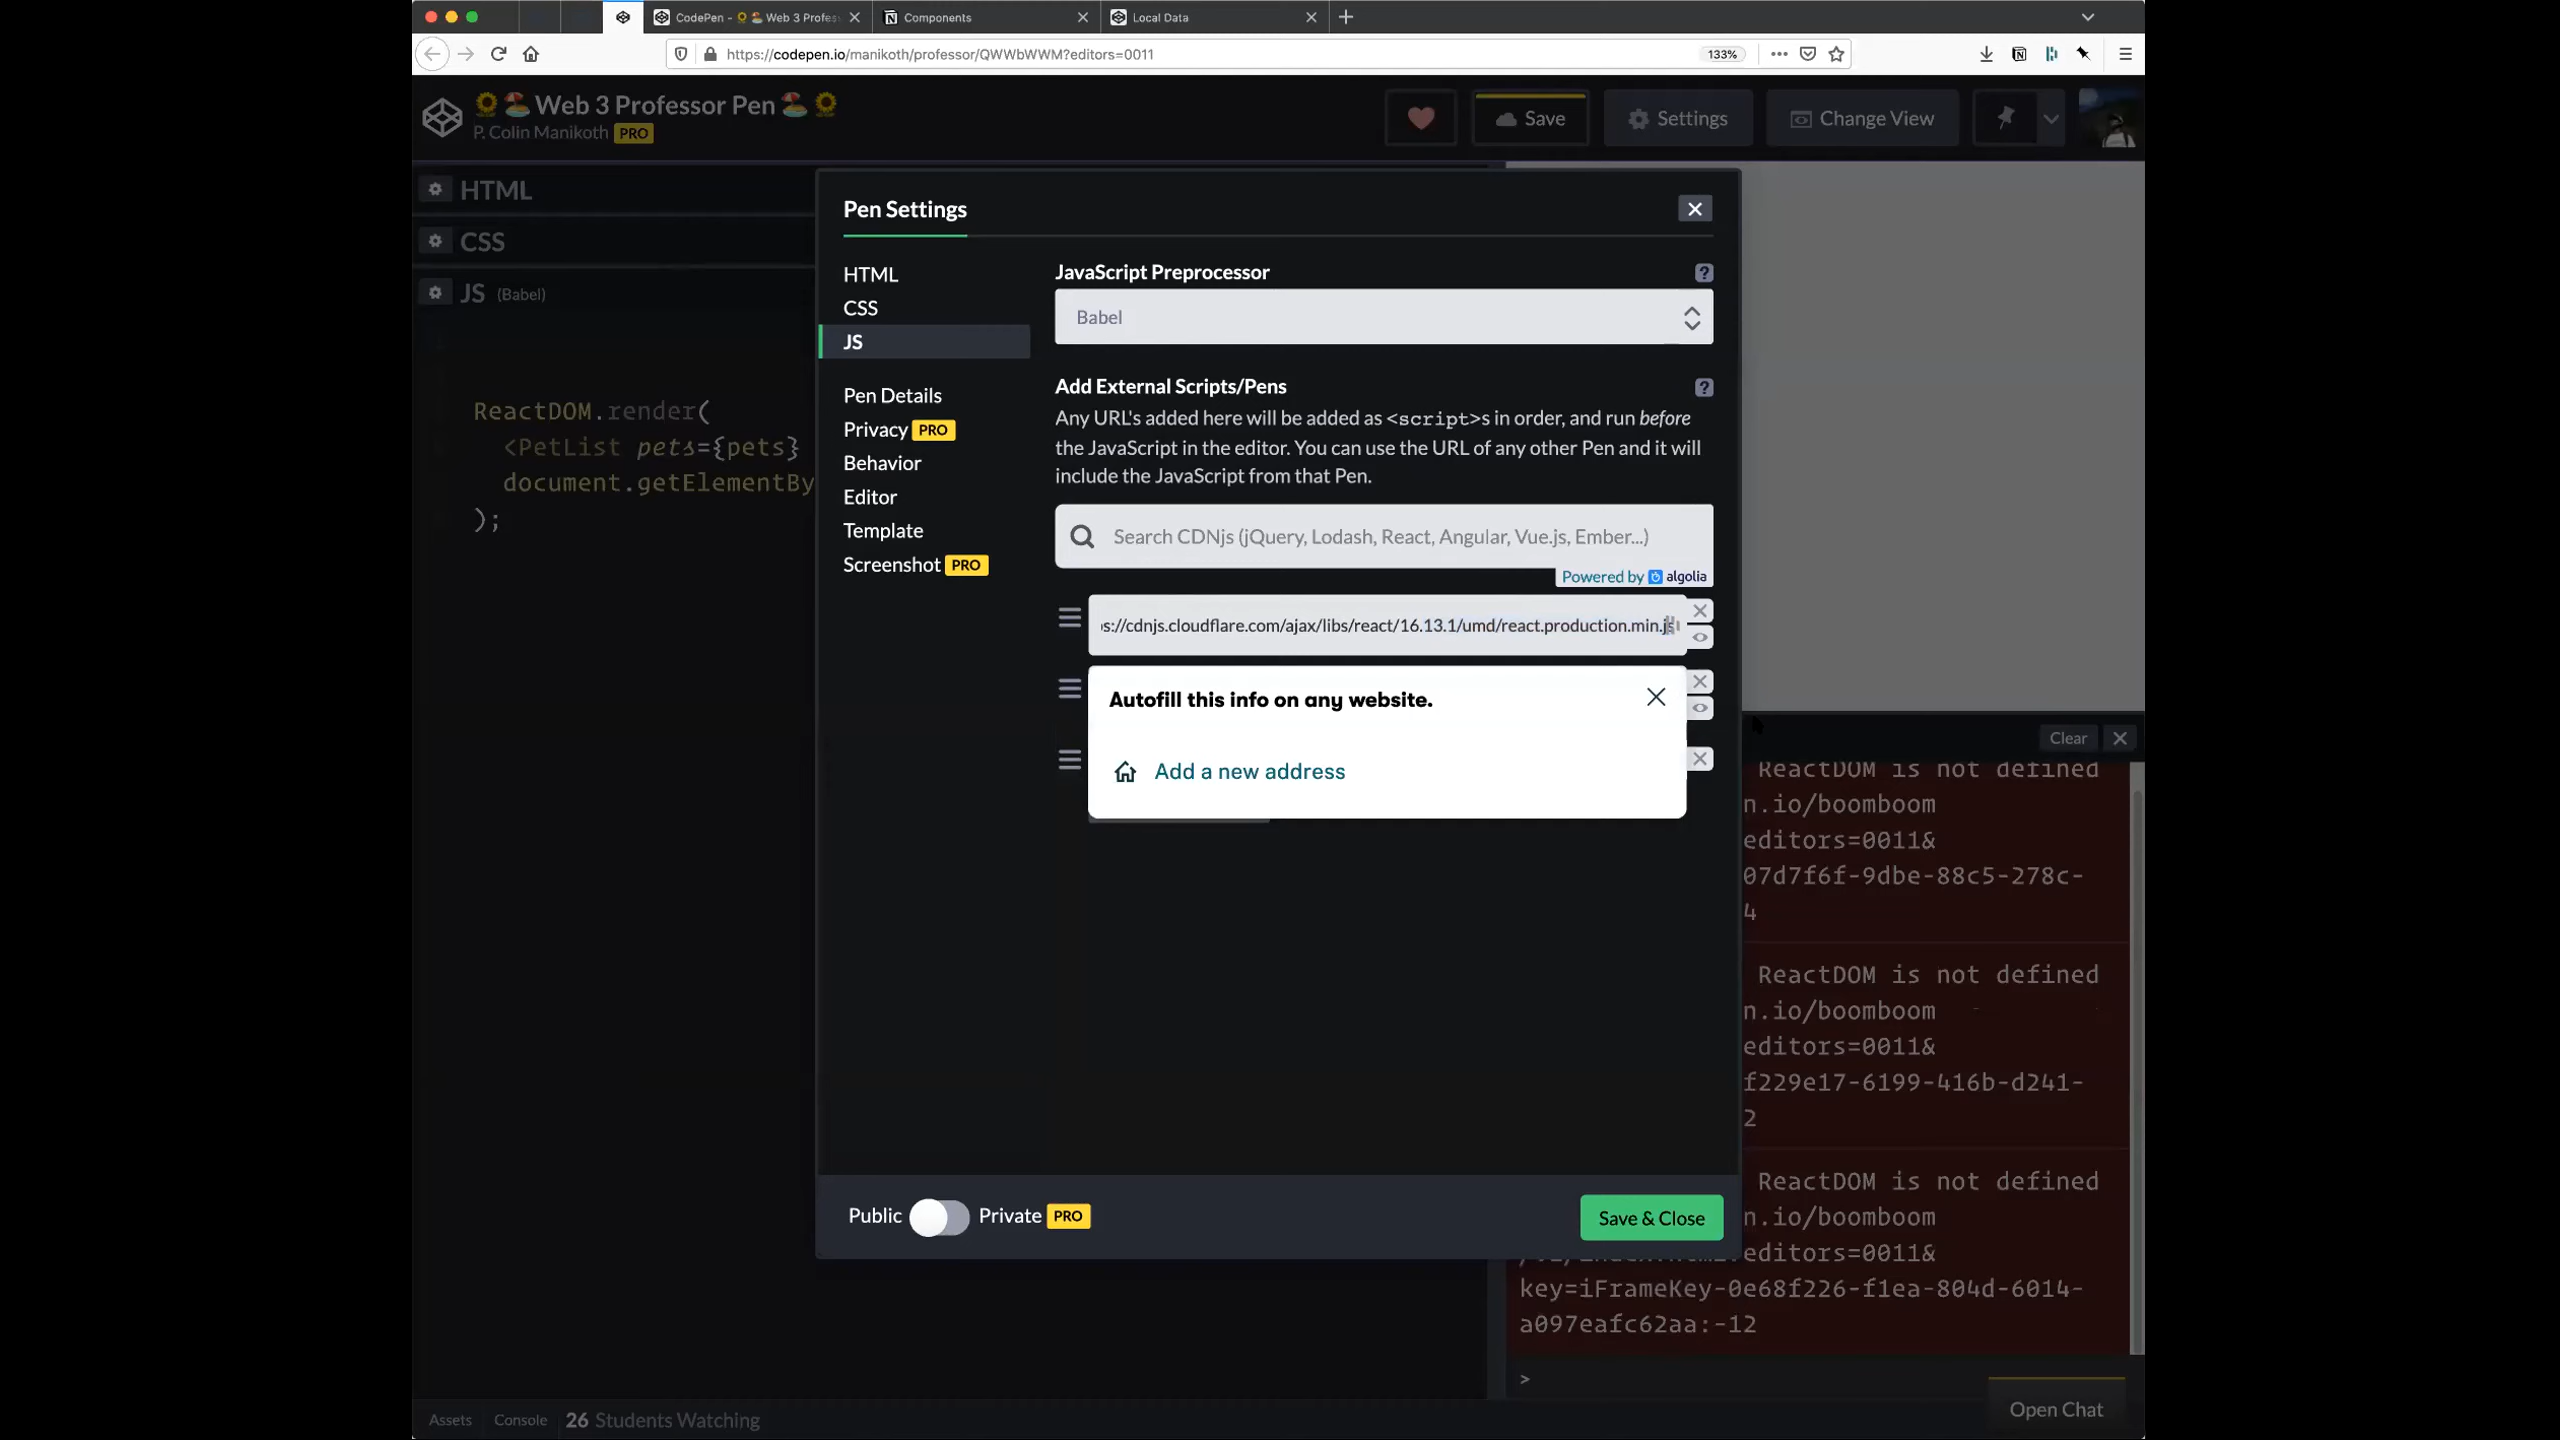 CodePen - 🌻 🏖️ Web 3 Profes
Components
Local Data
https://codepen.io/manikoth/professor/QWWbWWM?editors=0011
133%
🌻🏖️Web 3 Professor Pen🏖️🌻
P. Colin Manikoth PRO
Save
Settings
Change View
HTML
CSS
JS (Babel)
ReactDOM.render(
<PetList pets={pets}
document.getElementBy
);
Pen Settings
HTML
CSS
JS
Pen Details
Privacy PRO
Behavior
Editor
Template
Screenshot PRO
JavaScript Preprocessor
?
Babel
Add External Scripts/Pens
?
Any URL's added here will be added as <script>s in order, and run before
the JavaScript in the editor. You can use the URL of any other Pen and it will
include the JavaScript from that Pen.
Search CDNjs (jQuery, Lodash, React, Angular, Vue.js, Ember...)
Powered by algolia
s://cdnjs.cloudflare.com/ajax/libs/react/16.13.1/umd/react.production.min.js
Autofill this info on any website.
Add a new address
Public Private PRO
Save & Close
Clear
ReactDOM is not defined
n.io/boomboom
editors=0011&
07d7f6f-9dbe-88c5-278c-
4
ReactDOM is not defined
n.io/boomboom
editors=0011&
f229e17-6199-416b-d241-
2
ReactDOM is not defined
n.io/boomboom
editors=0011&
key=iFrameKey-0e68f226-f1ea-804d-6014-
a097eafc62aa:-12
>
Assets Console 26 Students Watching
Open Chat